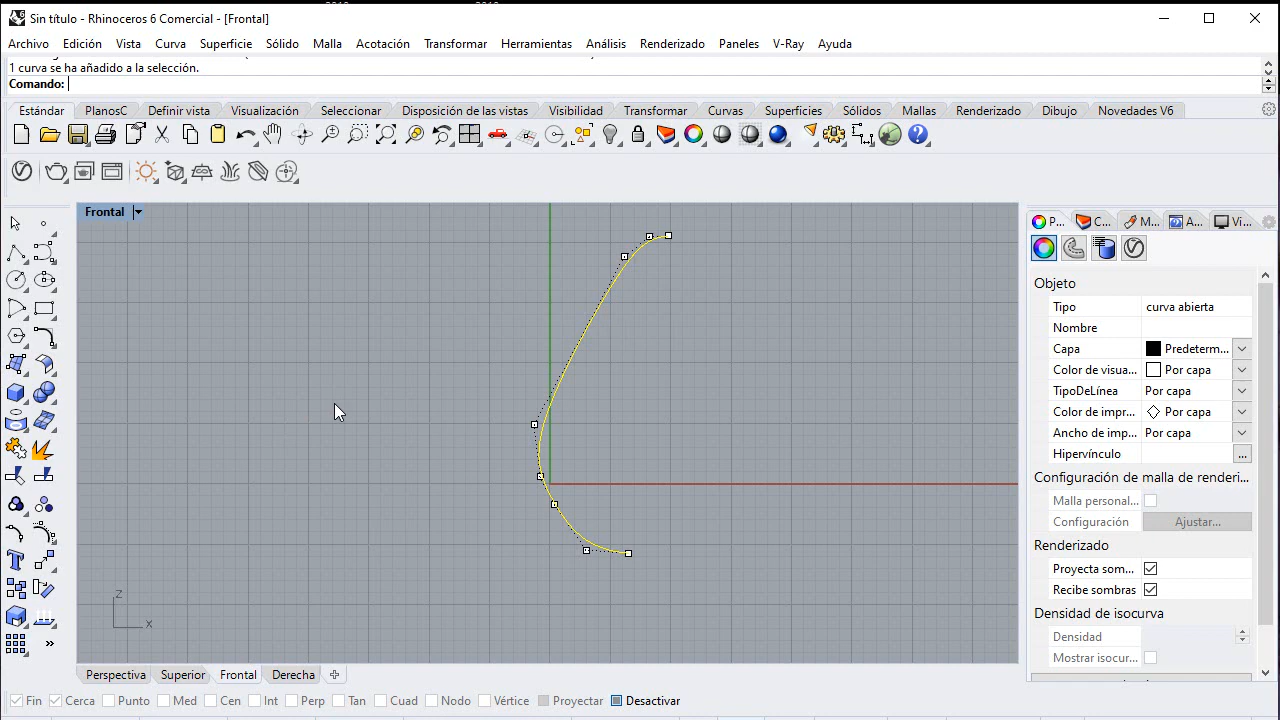 Sin título - Rhinoceros 6 Comercial - [Frontal]
Archivo Edición Vista Curva Superficie Sólido Malla Acotación Transformar Herramientas Análisis Renderizado Paneles V-Ray Ayuda
1 curva se ha añadido a la selección.
Comando:
Estándar PlanosC Definir vista Visualización Seleccionar Disposición de las vistas Visibilidad Transformar Curvas Superficies Sólidos Mallas Renderizado Dibujo Novedades V6
Frontal
P... C... M... A... Vi...
Objeto
Tipo curva abierta
Nombre
Capa Predeterm...
Color de visua... Por capa
TipoDeLínea Por capa
Color de impr... Por capa
Ancho de imp... Por capa
Hipervínculo ...
Configuración de malla de renderi...
Malla personal...
Configuración Ajustar...
Renderizado
Proyecta som...
Recibe sombras
Densidad de isocurva
Densidad
Mostrar isocur...
z
x
Perspectiva Superior Frontal Derecha
Fin Cerca Punto Med Cen Int Perp Tan Cuad Nodo Vértice Proyectar Desactivar